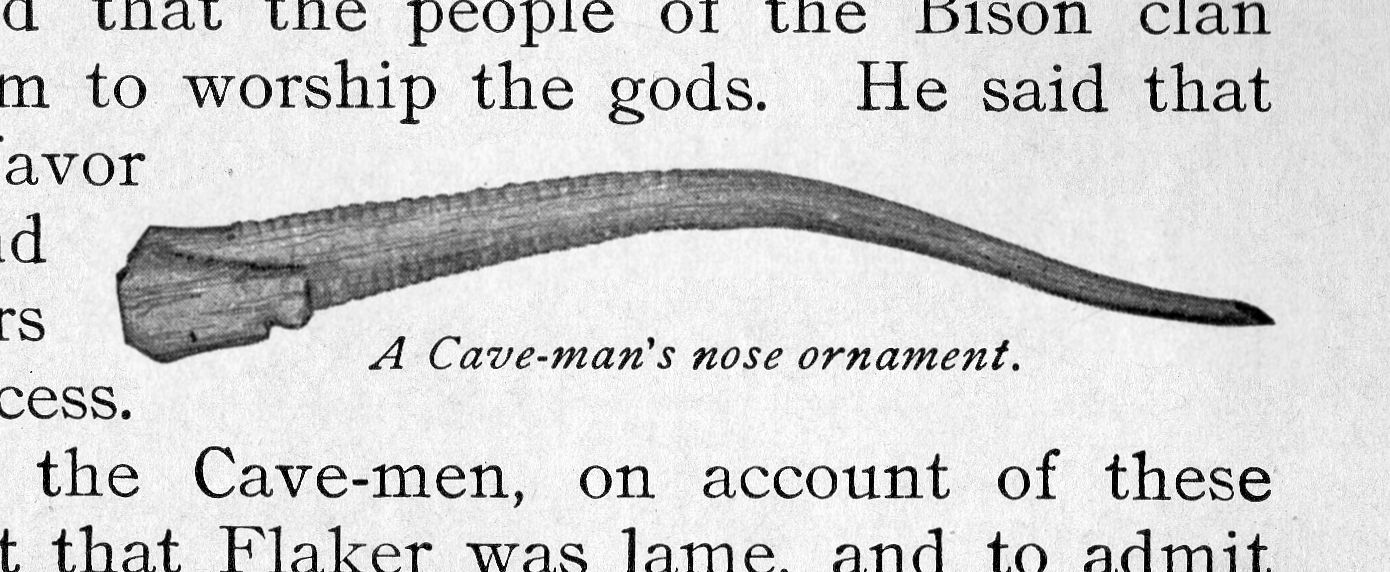 d that the people of the Bison clan
m to worship the gods. He said that
favor
d
rs
A Cave-man's nose ornament.
cess.
the Cave-men, on account of these
t that Flaker was lame, and to admit